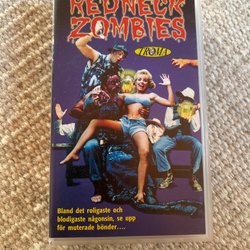 REDNECK
ZOMBIES
TROMA
Bland det roligaste och
blodigaste någonsin, se upp
för muterade bönder....